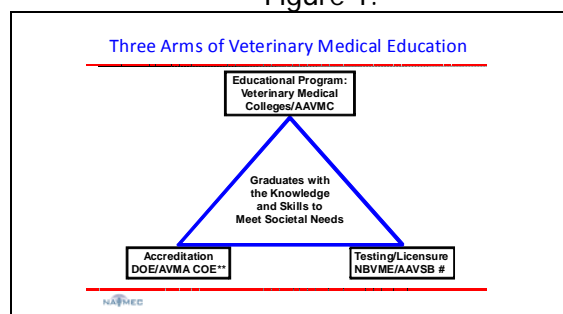 Figure 1.
Three Arms of Veterinary Medical Education
Educational Program:
Veterinary Medical
Colleges/AAVMC
Graduates with
the Knowledge
and Skills to
Meet Societal Needs
Accreditation
DOE/AVMA COE**
Testing/Licensure
NBVME/AAVSB #
NAVMEC